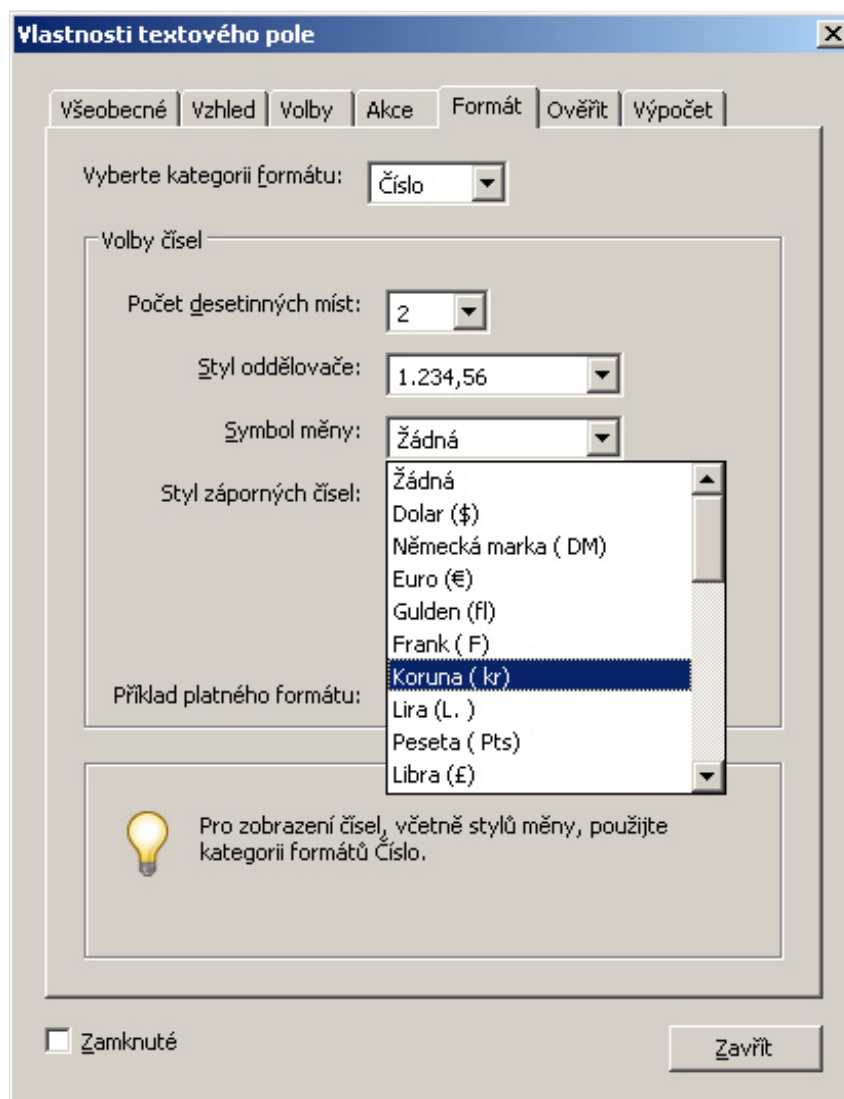 Vlastnosti textového pole
Všeobecné Vzhled Volby Akce Formát Ověřit Výpočet
Vyberte kategorii formátu: Číslo
Volby čísel
Počet desetinných míst: 2
Styl oddělovače: 1.234,56
Symbol měny: Žádná
Styl záporných čísel:
Žádná
Dolar ($)
Německá marka ( DM)
Euro (€)
Gulden (fl)
Frank ( F)
Koruna ( kr)
Lira (L. )
Peseta ( Pts)
Libra (£)
Příklad platného formátu:
Pro zobrazení čísel, včetně stylů měny, použijte
kategorii formátů Číslo.
Zamknuté
Zavřít